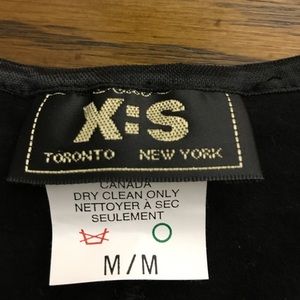 X:S
TORONTO NEW YORK
CANADA
DRY CLEAN ONLY
NETTOYER A SEC
SEULEMENT
M/M